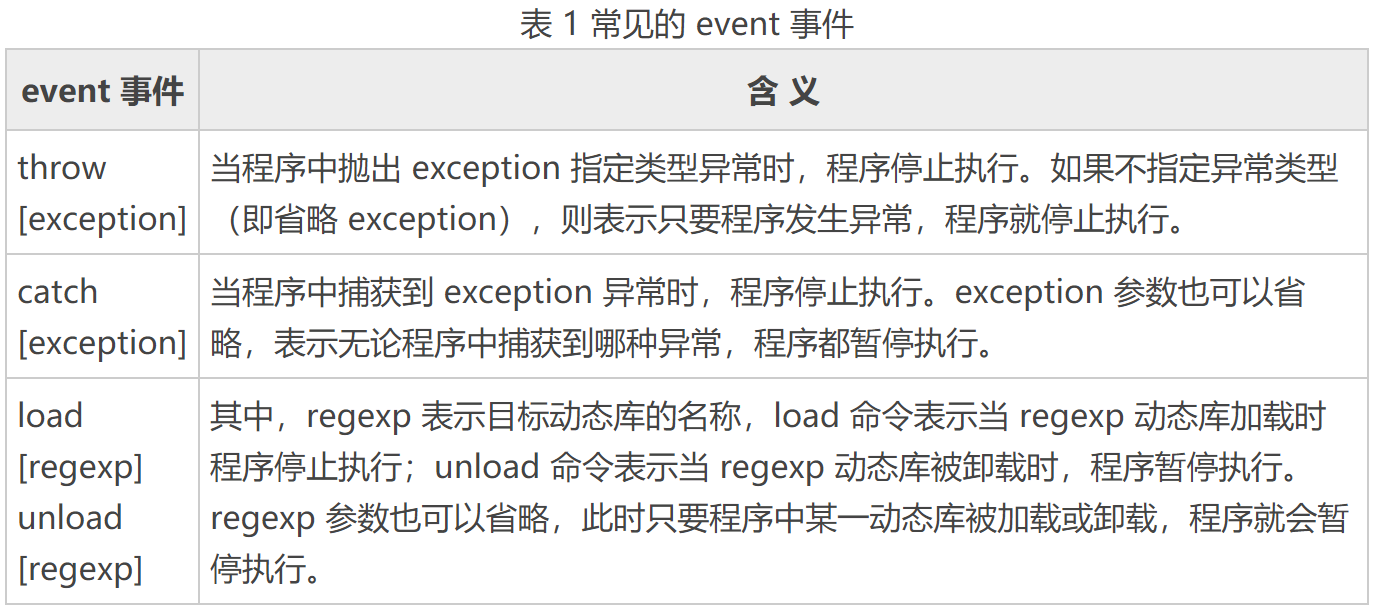 表 1 常见的 event 事件
event 事件
含 义
throw
[exception]
当程序中抛出 exception 指定类型异常时，程序停止执行。如果不指定异常类型
（即省略 exception），则表示只要程序发生异常，程序就停止执行。
catch
[exception]
当程序中捕获到 exception 异常时，程序停止执行。exception 参数也可以省
略，表示无论程序中捕获到哪种异常，程序都暂停执行。
load
[regexp]
unload
[regexp]
其中，regexp 表示目标动态库的名称，load 命令表示当 regexp 动态库加载时
程序停止执行；unload 命令表示当 regexp 动态库被卸载时，程序暂停执行。
regexp 参数也可以省略，此时只要程序中某一动态库被加载或卸载，程序就会暂
停执行。